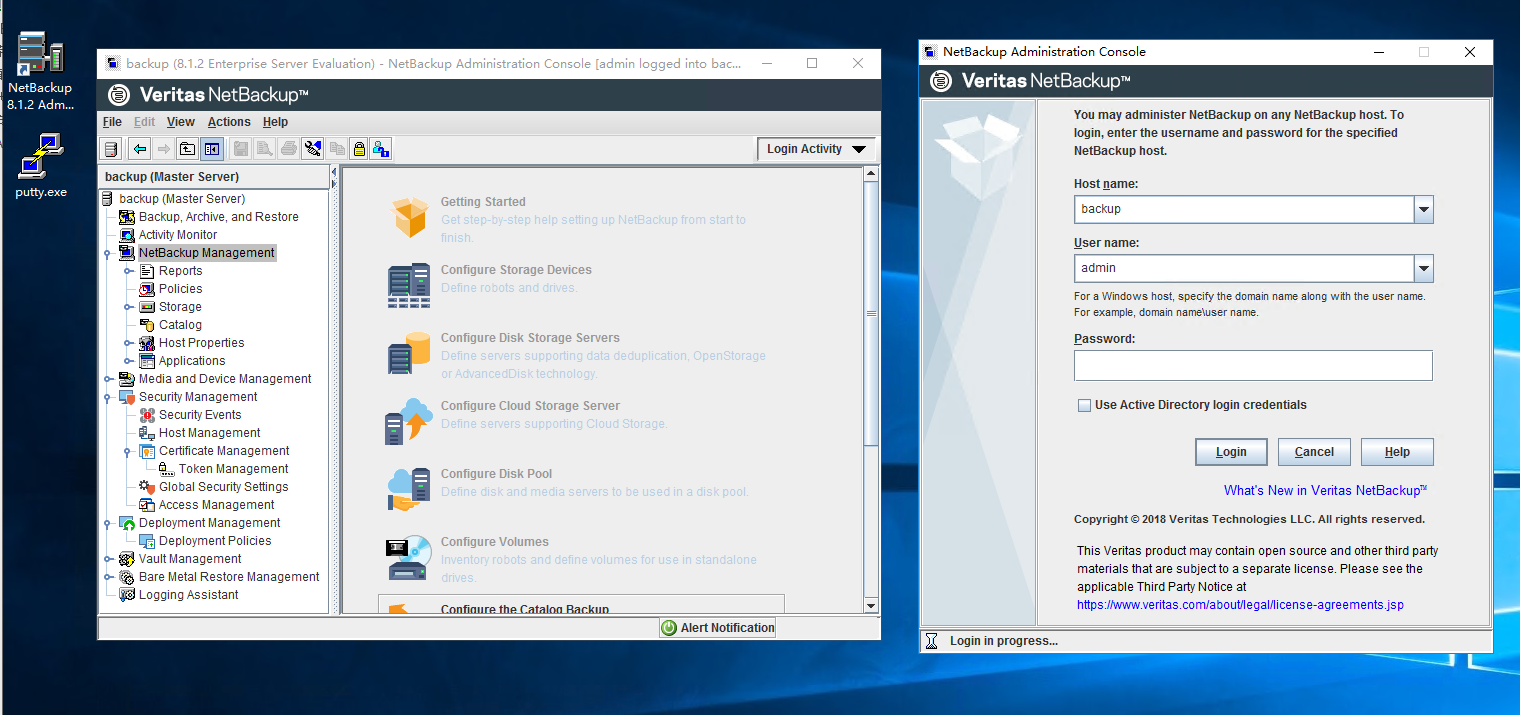 NetBackup
8.1.2 Adm...
putty.exe
backup (8.1.2 Enterprise Server Evaluation) - NetBackup Administration Console [admin logged into bac...
Veritas NetBackup™
File Edit View Actions Help
Login Activity
backup (Master Server)
backup (Master Server)
Backup, Archive, and Restore
Activity Monitor
NetBackup Management
Reports
Policies
Storage
Catalog
Host Properties
Applications
Media and Device Management
Security Management
Security Events
Host Management
Certificate Management
Token Management
Global Security Settings
Access Management
Deployment Management
Deployment Policies
Vault Management
Bare Metal Restore Management
Logging Assistant
Getting Started
Get step-by-step help setting up NetBackup from start to
finish.
Configure Storage Devices
Define robots and drives.
Configure Disk Storage Servers
Define servers supporting data deduplication, OpenStorage
or AdvancedDisk technology.
Configure Cloud Storage Server
Define servers supporting Cloud Storage.
Configure Disk Pool
Define disk and media servers to be used in a disk pool.
Configure Volumes
Inventory robots and define volumes for use in standalone
drives.
Configure the Catalog Backup
Alert Notification
NetBackup Administration Console
Veritas NetBackup™
You may administer NetBackup on any NetBackup host. To
login, enter the username and password for the specified
NetBackup host.
Host name:
backup
User name:
admin
For a Windows host, specify the domain name along with the user name.
For example, domain name\user name.
Password:
Use Active Directory login credentials
Login Cancel Help
What's New in Veritas NetBackup™
Copyright © 2018 Veritas Technologies LLC. All rights reserved.
This Veritas product may contain open source and other third party
materials that are subject to a separate license. Please see the
applicable Third Party Notice at
https://www.veritas.com/about/legal/license-agreements.jsp
Login in progress...